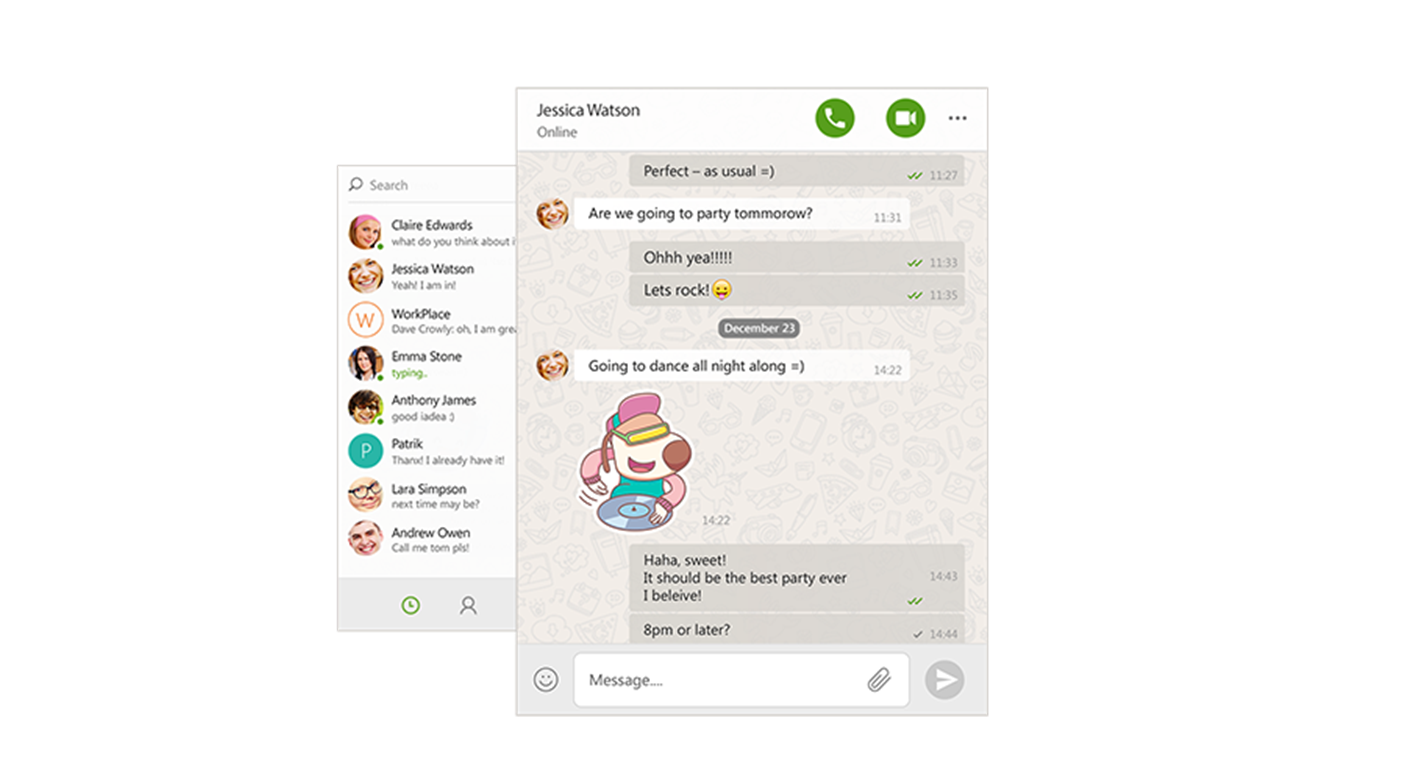 Search
Claire Edwards
what do you think about i
Jessica Watson
Yeah! I am in!
W
WorkPlace
Dave Crowly: oh, I am grea
Emma Stone
typing..
Anthony James
good iadea :)
P
Patrik
Thanx! I already have it!
Lara Simpson
next time may be?
Andrew Owen
Call me tom pls!
Jessica Watson
Online
Perfect – as usual =)
11:27
Are we going to party tommorow?
11:31
Ohhh yea!!!!!
11:33
Lets rock!😛
11:35
December 23
Going to dance all night along =)
14:22
14:22
Haha, sweet!
It should be the best party ever
14:43
I beleive!
8pm or later?
14:44
Message....